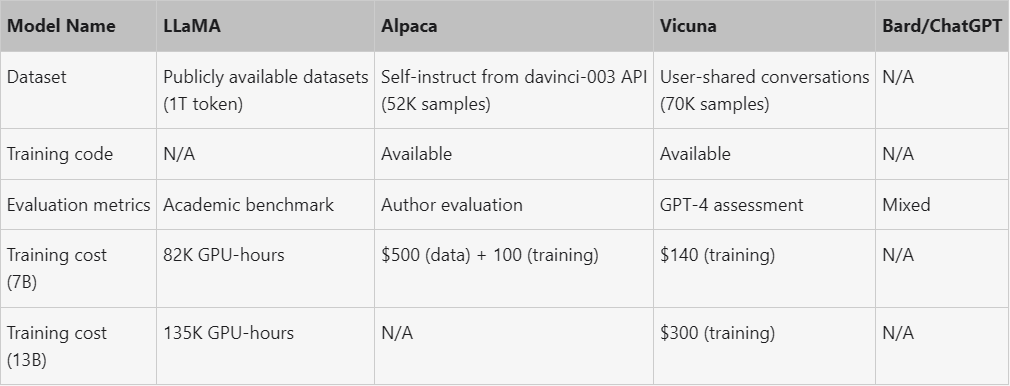 Model Name LLaMA Alpaca Vicuna Bard/ChatGPT
Dataset Publicly available datasets Self-instruct from davinci-003 API User-shared conversations N/A
(1T token) (52K samples) (70K samples)
Training code N/A Available Available N/A
Evaluation metrics Academic benchmark Author evaluation GPT-4 assessment Mixed
Training cost 82K GPU-hours $500 (data) + 100 (training) $140 (training) N/A
(7B)
Training cost 135K GPU-hours N/A $300 (training) N/A
(13B)